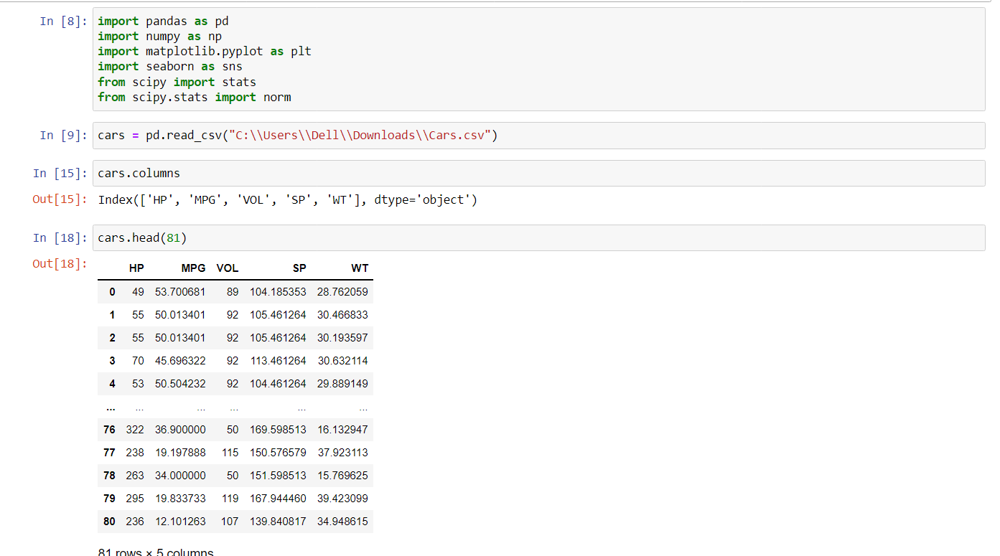 In [8]: import pandas as pd
import numpy as np
import matplotlib.pyplot as plt
import seaborn as sns
from scipy import stats
from scipy.stats import norm
In [9]: cars = pd.read_csv("C:\\Users\\Dell\\Downloads\\Cars.csv")
In [15]: cars.columns
Out[15]: Index(['HP', 'MPG', 'VOL', 'SP', 'WT'], dtype='object')
In [18]: cars.head(81)
Out[18]:
HP MPG VOL SP WT
0 49 53.700681 89 104.185353 28.762059
1 55 50.013401 92 105.461264 30.466833
2 55 50.013401 92 105.461264 30.193597
3 70 45.696322 92 113.461264 30.632114
4 53 50.504232 92 104.461264 29.889149
... ... ... ... ... ...
76 322 36.900000 50 169.598513 16.132947
77 238 19.197888 115 150.576579 37.923113
78 263 34.000000 50 151.598513 15.769625
79 295 19.833733 119 167.944460 39.423099
80 236 12.101263 107 139.840817 34.948615
81 rows × 5 columns